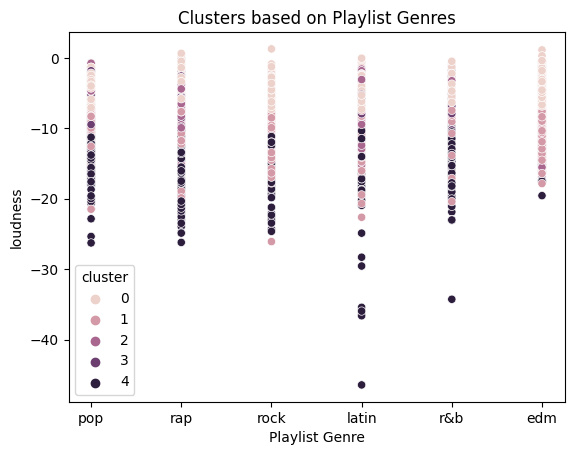 Clusters based on Playlist Genres
loudness
0
−10
−20
−30
−40
cluster
0
1
2
3
4
pop rap rock latin r&b edm
Playlist Genre